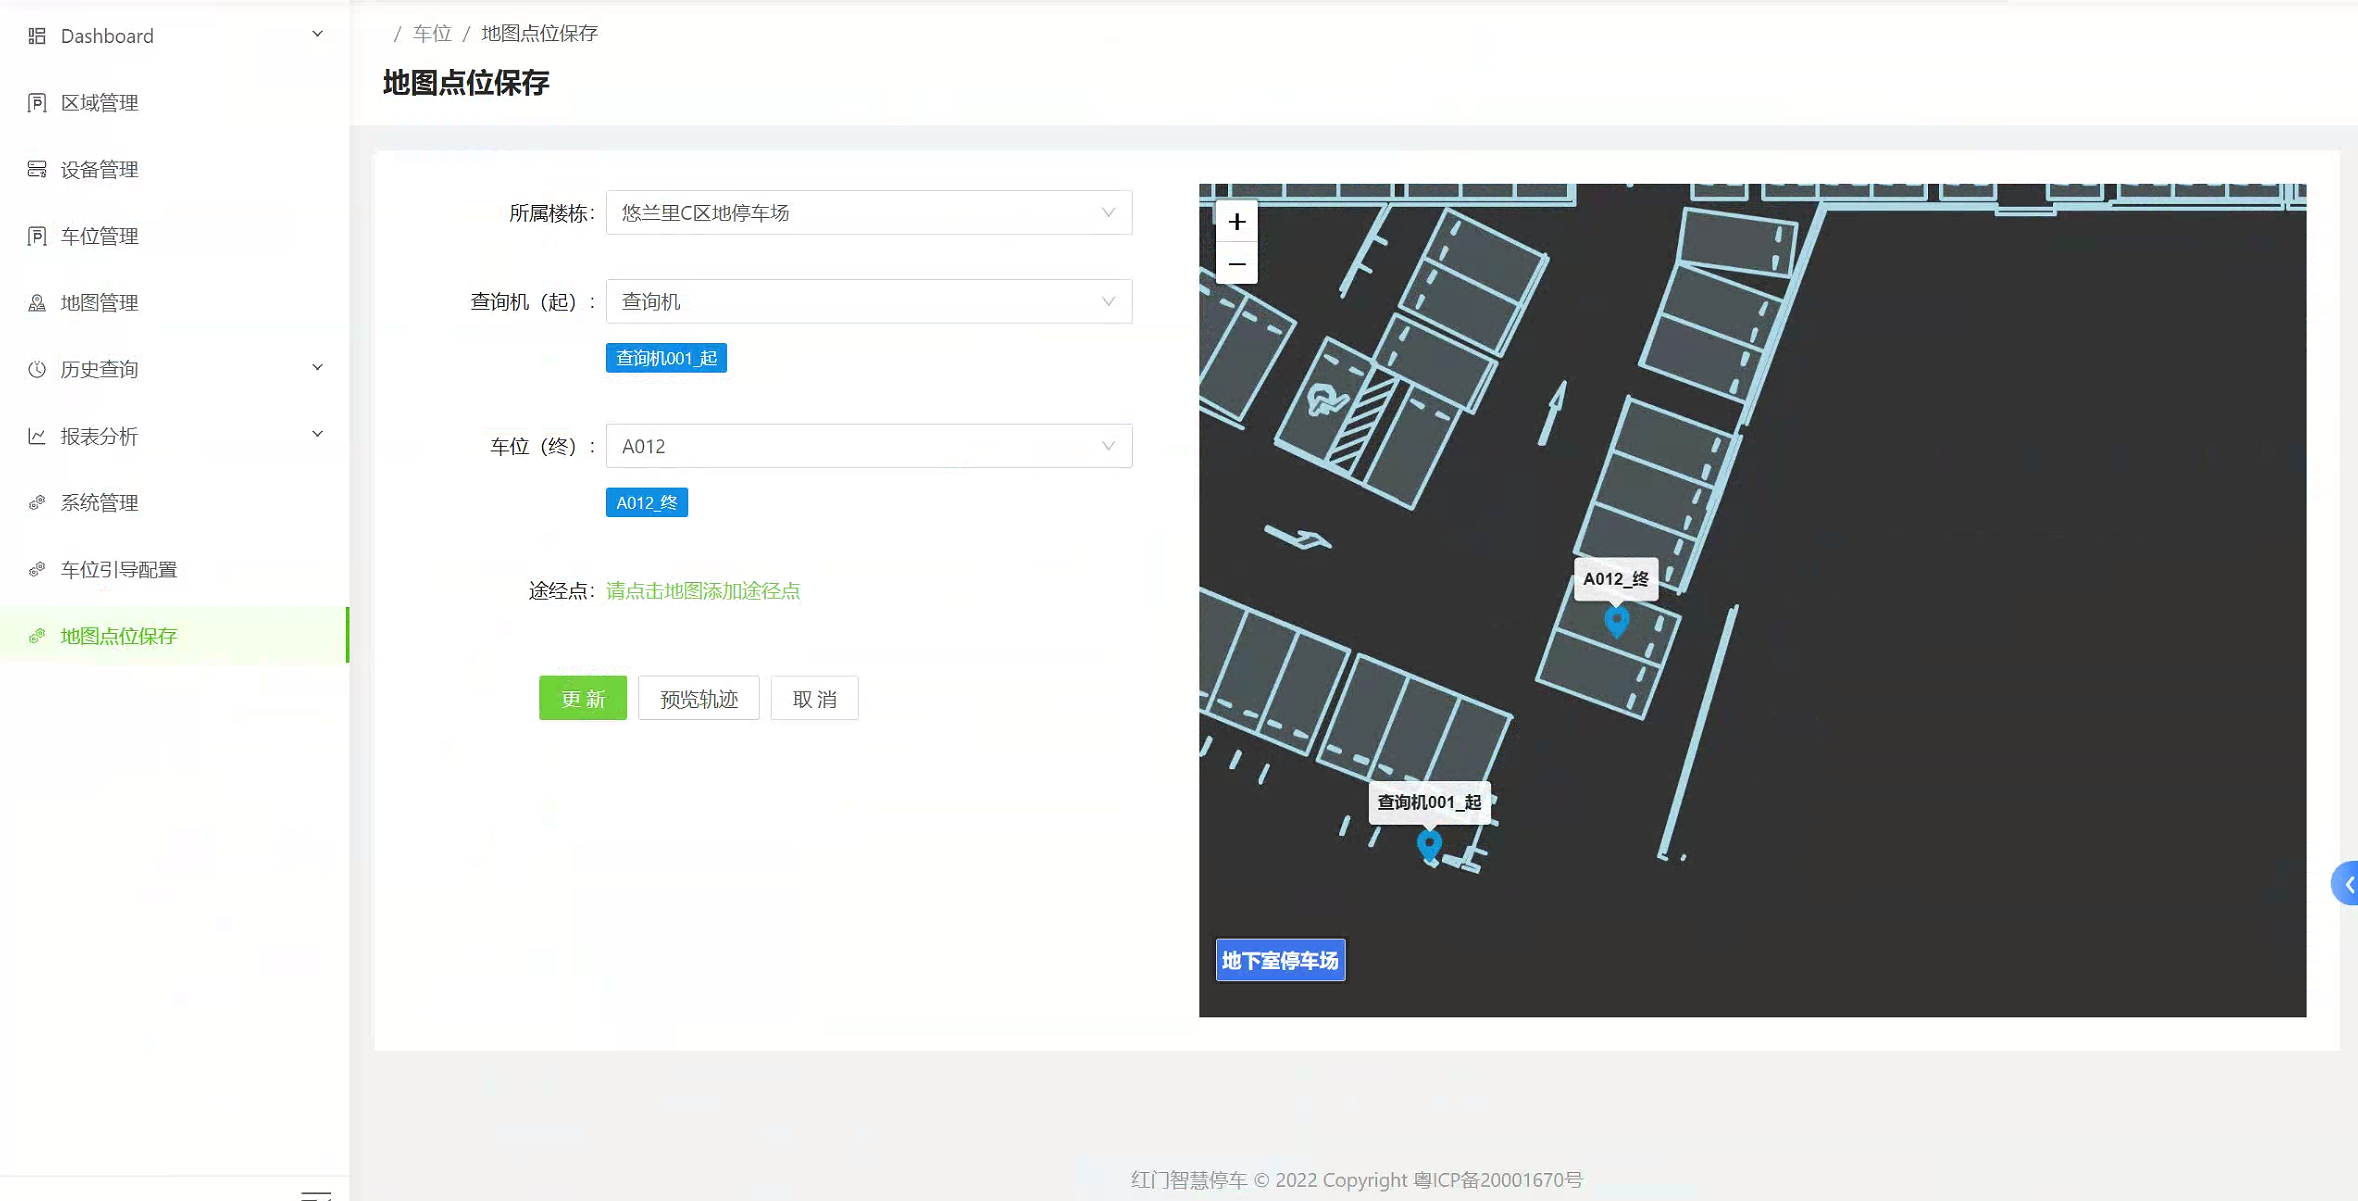 Dashboard
区域管理
设备管理
车位管理
地图管理
历史查询
报表分析
系统管理
车位引导配置
地图点位保存
/ 车位 / 地图点位保存
地图点位保存
所属楼栋: 悠兰里C区地停车场
查询机（起）: 查询机
查询机001_起
车位（终）: A012
A012_终
途经点: 请点击地图添加途经点
更 新
预览轨迹
取 消
+
−
A012_终
查询机001_起
地下室停车场
红门智慧停车 © 2022 Copyright 粤ICP备20001670号